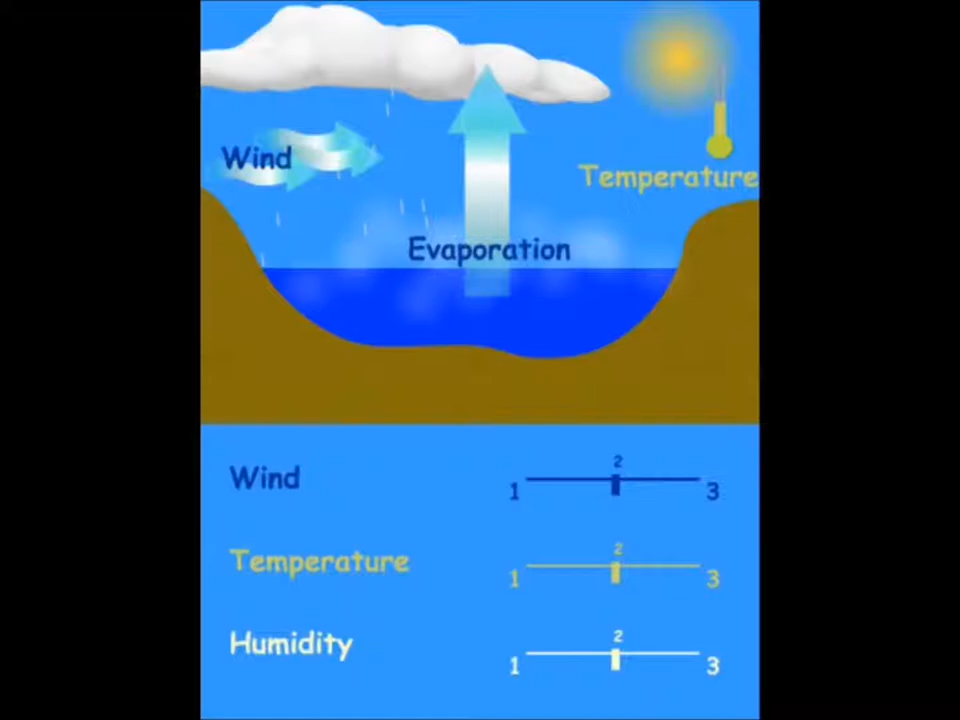 Wind
Temperature
Evaporation
Wind
2
1 3
Temperature
2
1 3
Humidity
2
1 3